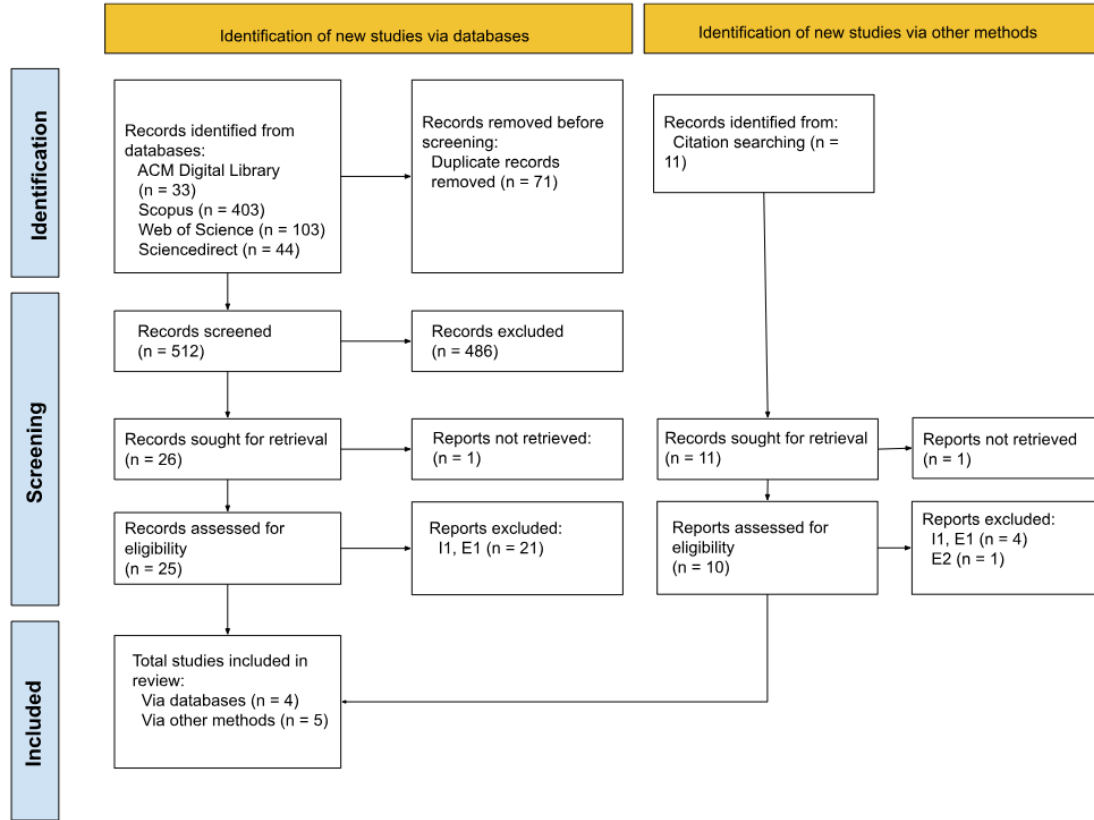 Identification of new studies via databases
Identification of new studies via other methods
Identification
Records identified from
databases:
ACM Digital Library
(n = 33)
Scopus (n = 403)
Web of Science (n = 103)
Sciencedirect (n = 44)
Records removed before
screening:
Duplicate records
removed (n = 71)
Records identified from:
Citation searching (n =
11)
Screening
Records screened
(n = 512)
Records excluded
(n = 486)
Records sought for retrieval
(n = 26)
Reports not retrieved:
(n = 1)
Records sought for retrieval
(n = 11)
Reports not retrieved
(n = 1)
Records assessed for
eligibility
(n = 25)
Reports excluded:
I1, E1 (n = 21)
Reports assessed for
eligibility
(n = 10)
Reports excluded:
I1, E1 (n = 4)
E2 (n = 1)
Included
Total studies included in
review:
Via databases (n = 4)
Via other methods (n = 5)